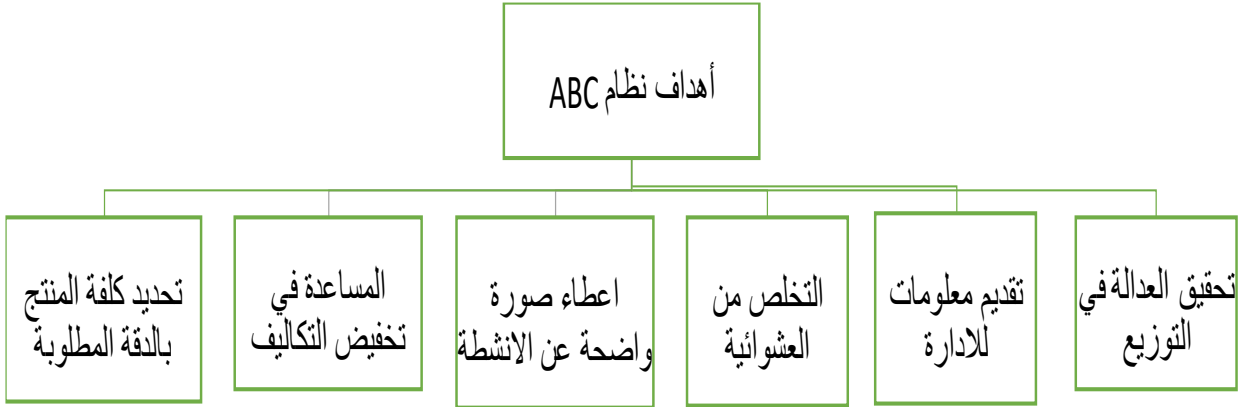 أهداف نظام ABC
تحقيق العدالة في
التوزيع
تقديم معلومات
للادارة
التخلص من
العشوائية
اعطاء صورة
واضحة عن الانشطة
المساعدة في
تخفيض التكاليف
تحديد كلفة المنتج
بالدقة المطلوبة